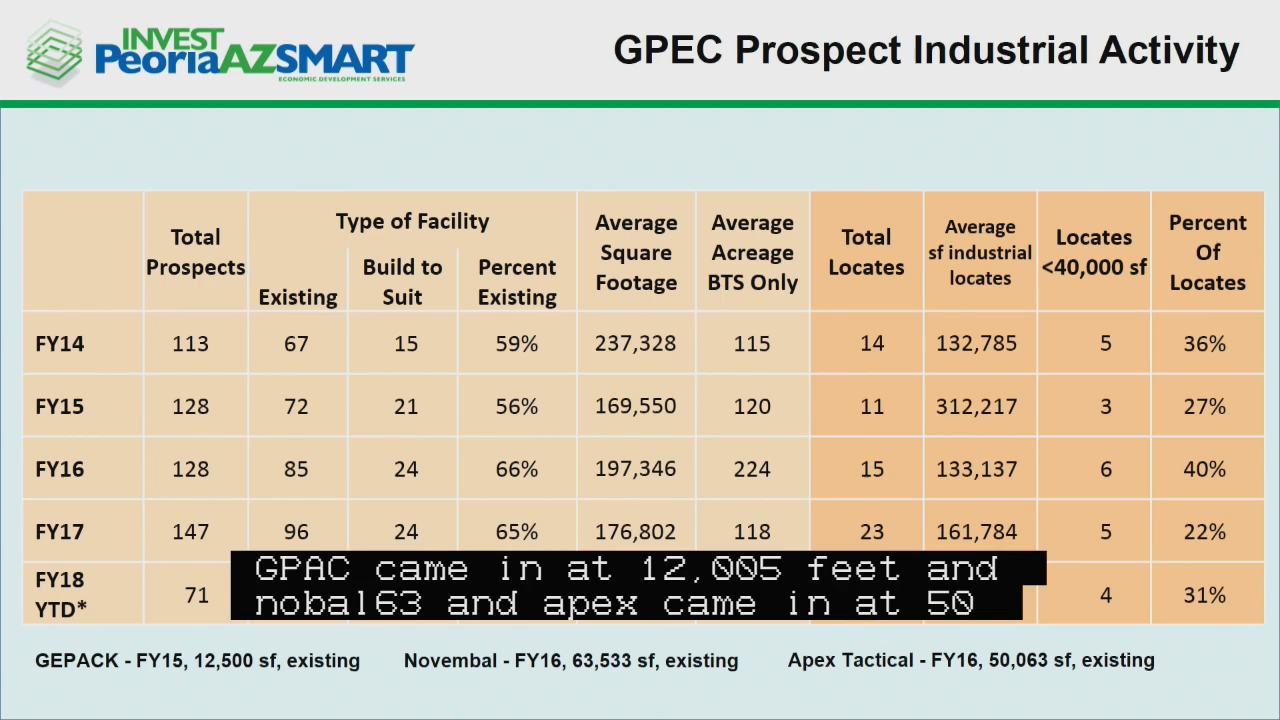 INVEST
PeoriaAZSMART
ECONOMIC DEVELOPMENT SERVICES
GPEC Prospect Industrial Activity
Total Prospects Type of Facility Average Square Footage Average Acreage BTS Only Total Locates Average sf industrial locates Locates <40,000 sf Percent Of Locates
Existing Build to Suit Percent Existing
FY14 113 67 15 59% 237,328 115 14 132,785 5 36%
FY15 128 72 21 56% 169,550 120 11 312,217 3 27%
FY16 128 85 24 66% 197,346 224 15 133,137 6 40%
FY17 147 96 24 65% 176,802 118 23 161,784 5 22%
FY18 YTD* 71 4 31%
GPAC came in at 12,005 feet and
nobal63 and apex came in at 50
GEPACK - FY15, 12,500 sf, existing Novembal - FY16, 63,533 sf, existing Apex Tactical - FY16, 50,063 sf, existing